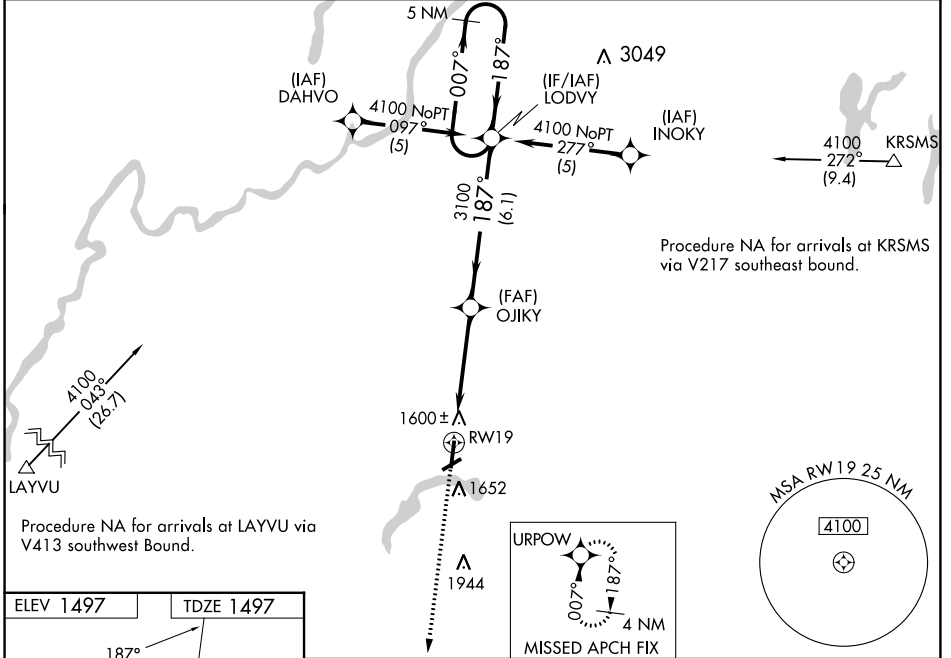 5 NM
007°
187°
3049
(IAF)
DAHVO
4100 NoPT
097°
(5)
(IF/IAF)
LODVY
4100 NoPT
277°
(5)
(IAF)
INOKY
4100
KRSMS
272°
(9.4)
3100
187°
(6.1)
Procedure NA for arrivals at KRSMS
via V217 southeast bound.
(FAF)
OJIKY
4100
043°
(26.7)
LAYVU
1600 ±
RW19
1652
Procedure NA for arrivals at LAYVU via
V413 southwest Bound.
1944
URPOW
007°
187°
4 NM
MISSED APCH FIX
MSA RW19 25 NM
4100
ELEV 1497
TDZE 1497
187°